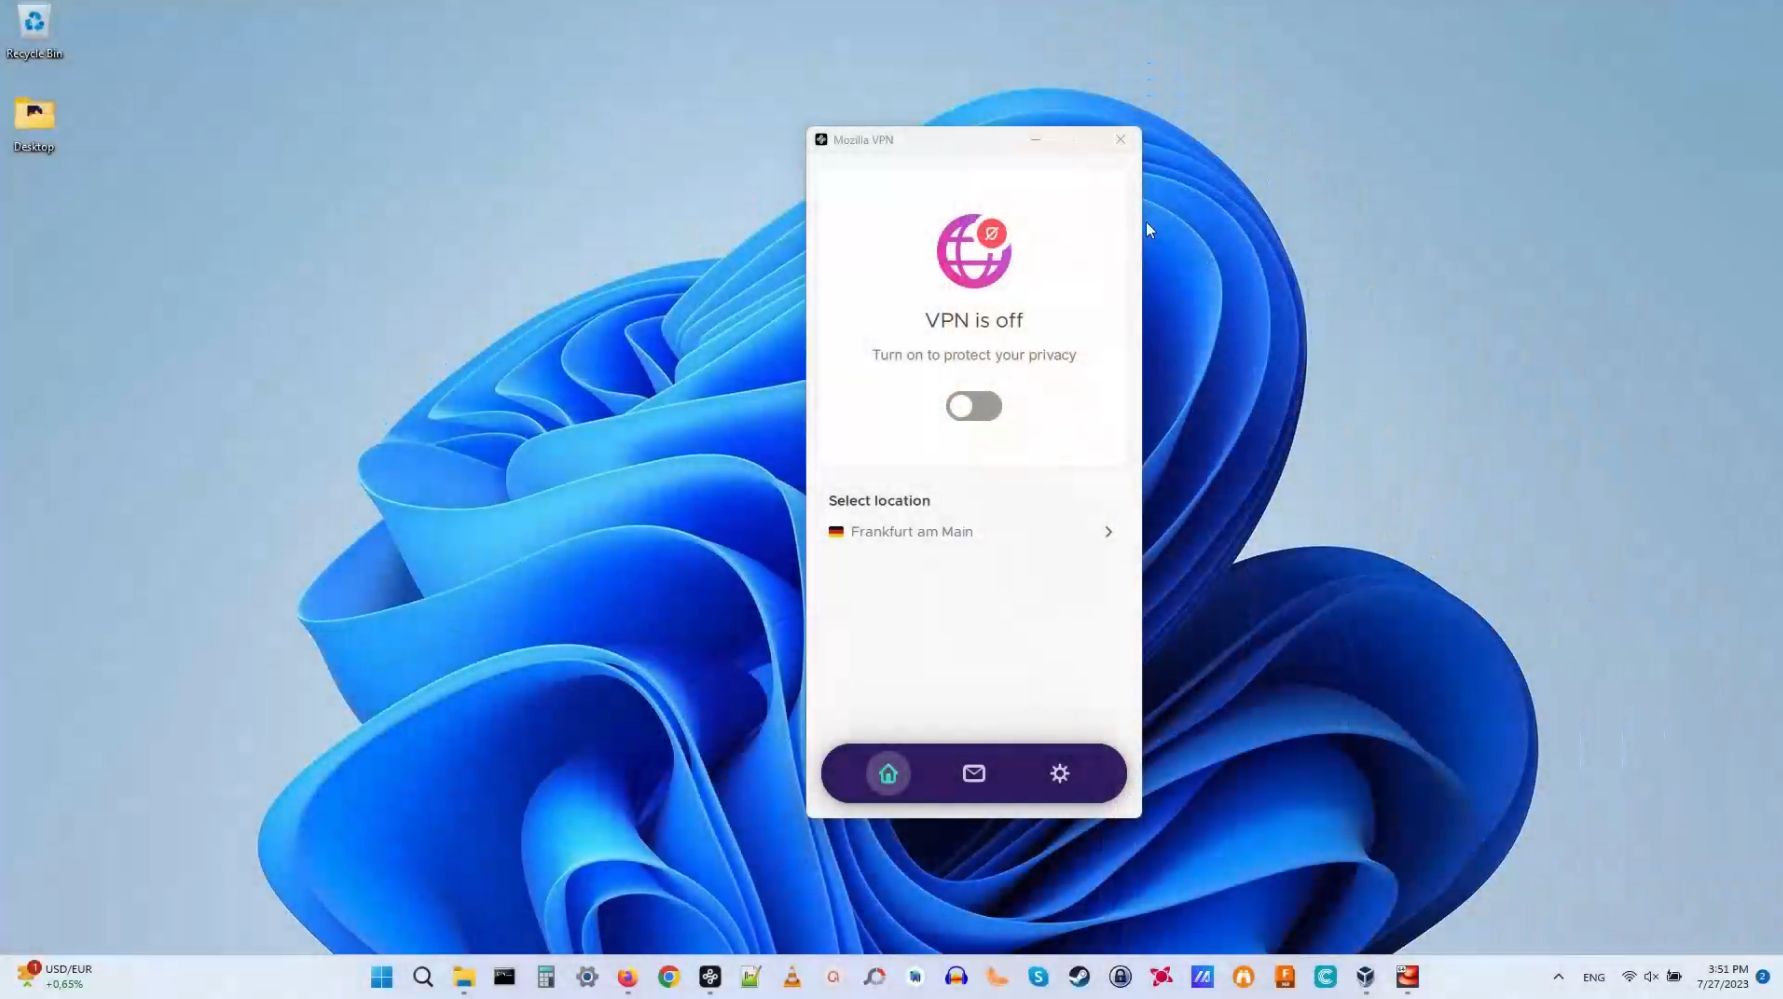 Recycle Bin
Desktop
Mozilla VPN
VPN is off
Turn on to protect your privacy
Select location
Frankfurt am Main
1
USD/EUR
+0,65%
ENG
3:51 PM
7/27/2023
2